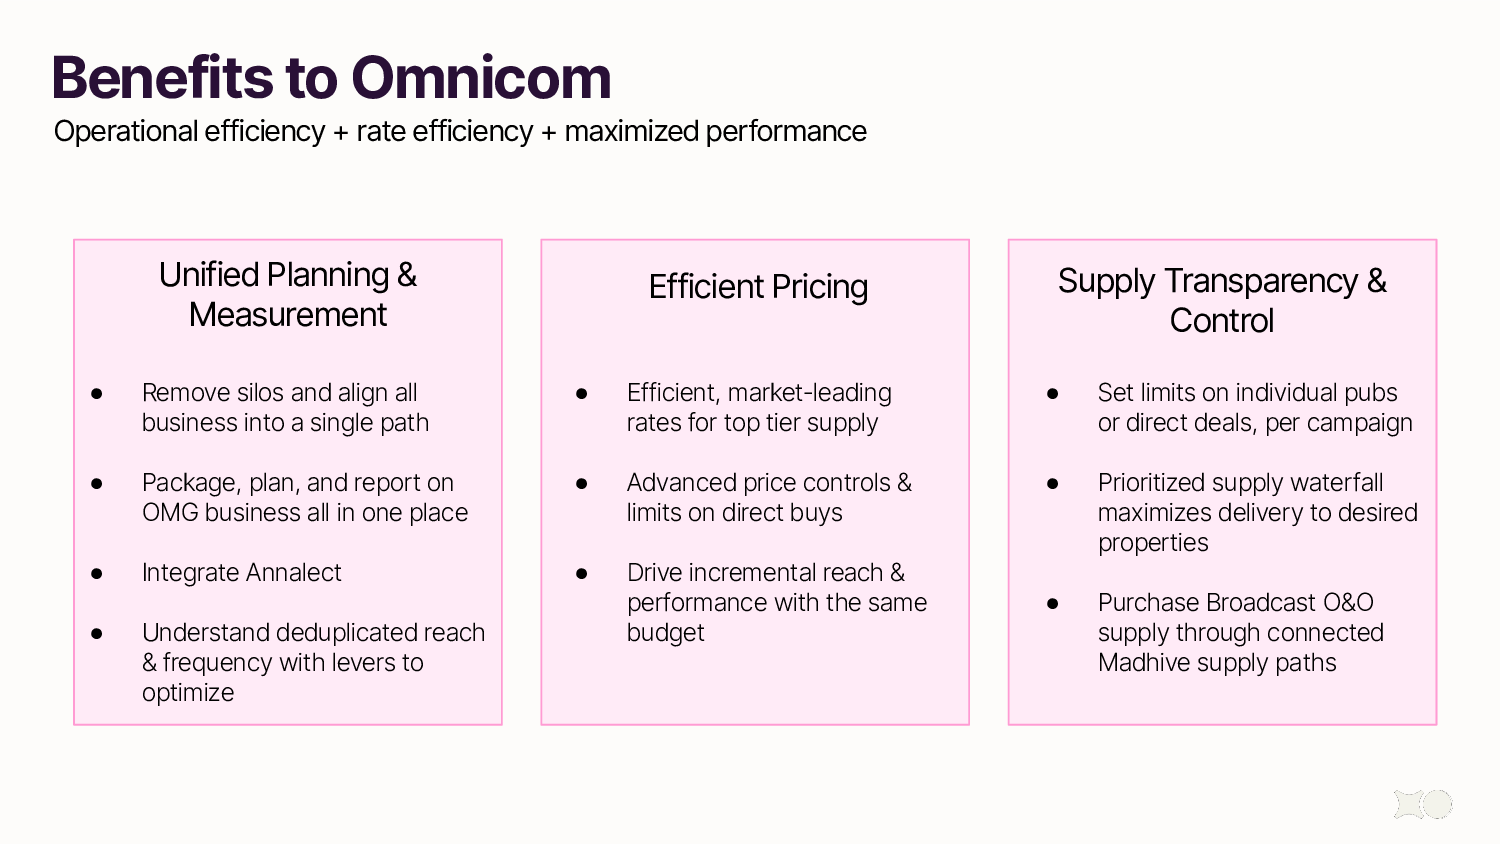 Benefits to Omnicom
Operational efficiency + rate efficiency + maximized performance
Unified Planning &
Measurement
● Remove silos and align all
business into a single path
● Package, plan, and report on
OMG business all in one place
● Integrate Annalect
● Understand deduplicated reach
& frequency with levers to
optimize
Efficient Pricing
● Efficient, market-leading
rates for top tier supply
● Advanced price controls &
limits on direct buys
● Drive incremental reach &
performance with the same
budget
Supply Transparency &
Control
● Set limits on individual pubs
or direct deals, per campaign
● Prioritized supply waterfall
maximizes delivery to desired
properties
● Purchase Broadcast O&O
supply through connected
Madhive supply paths